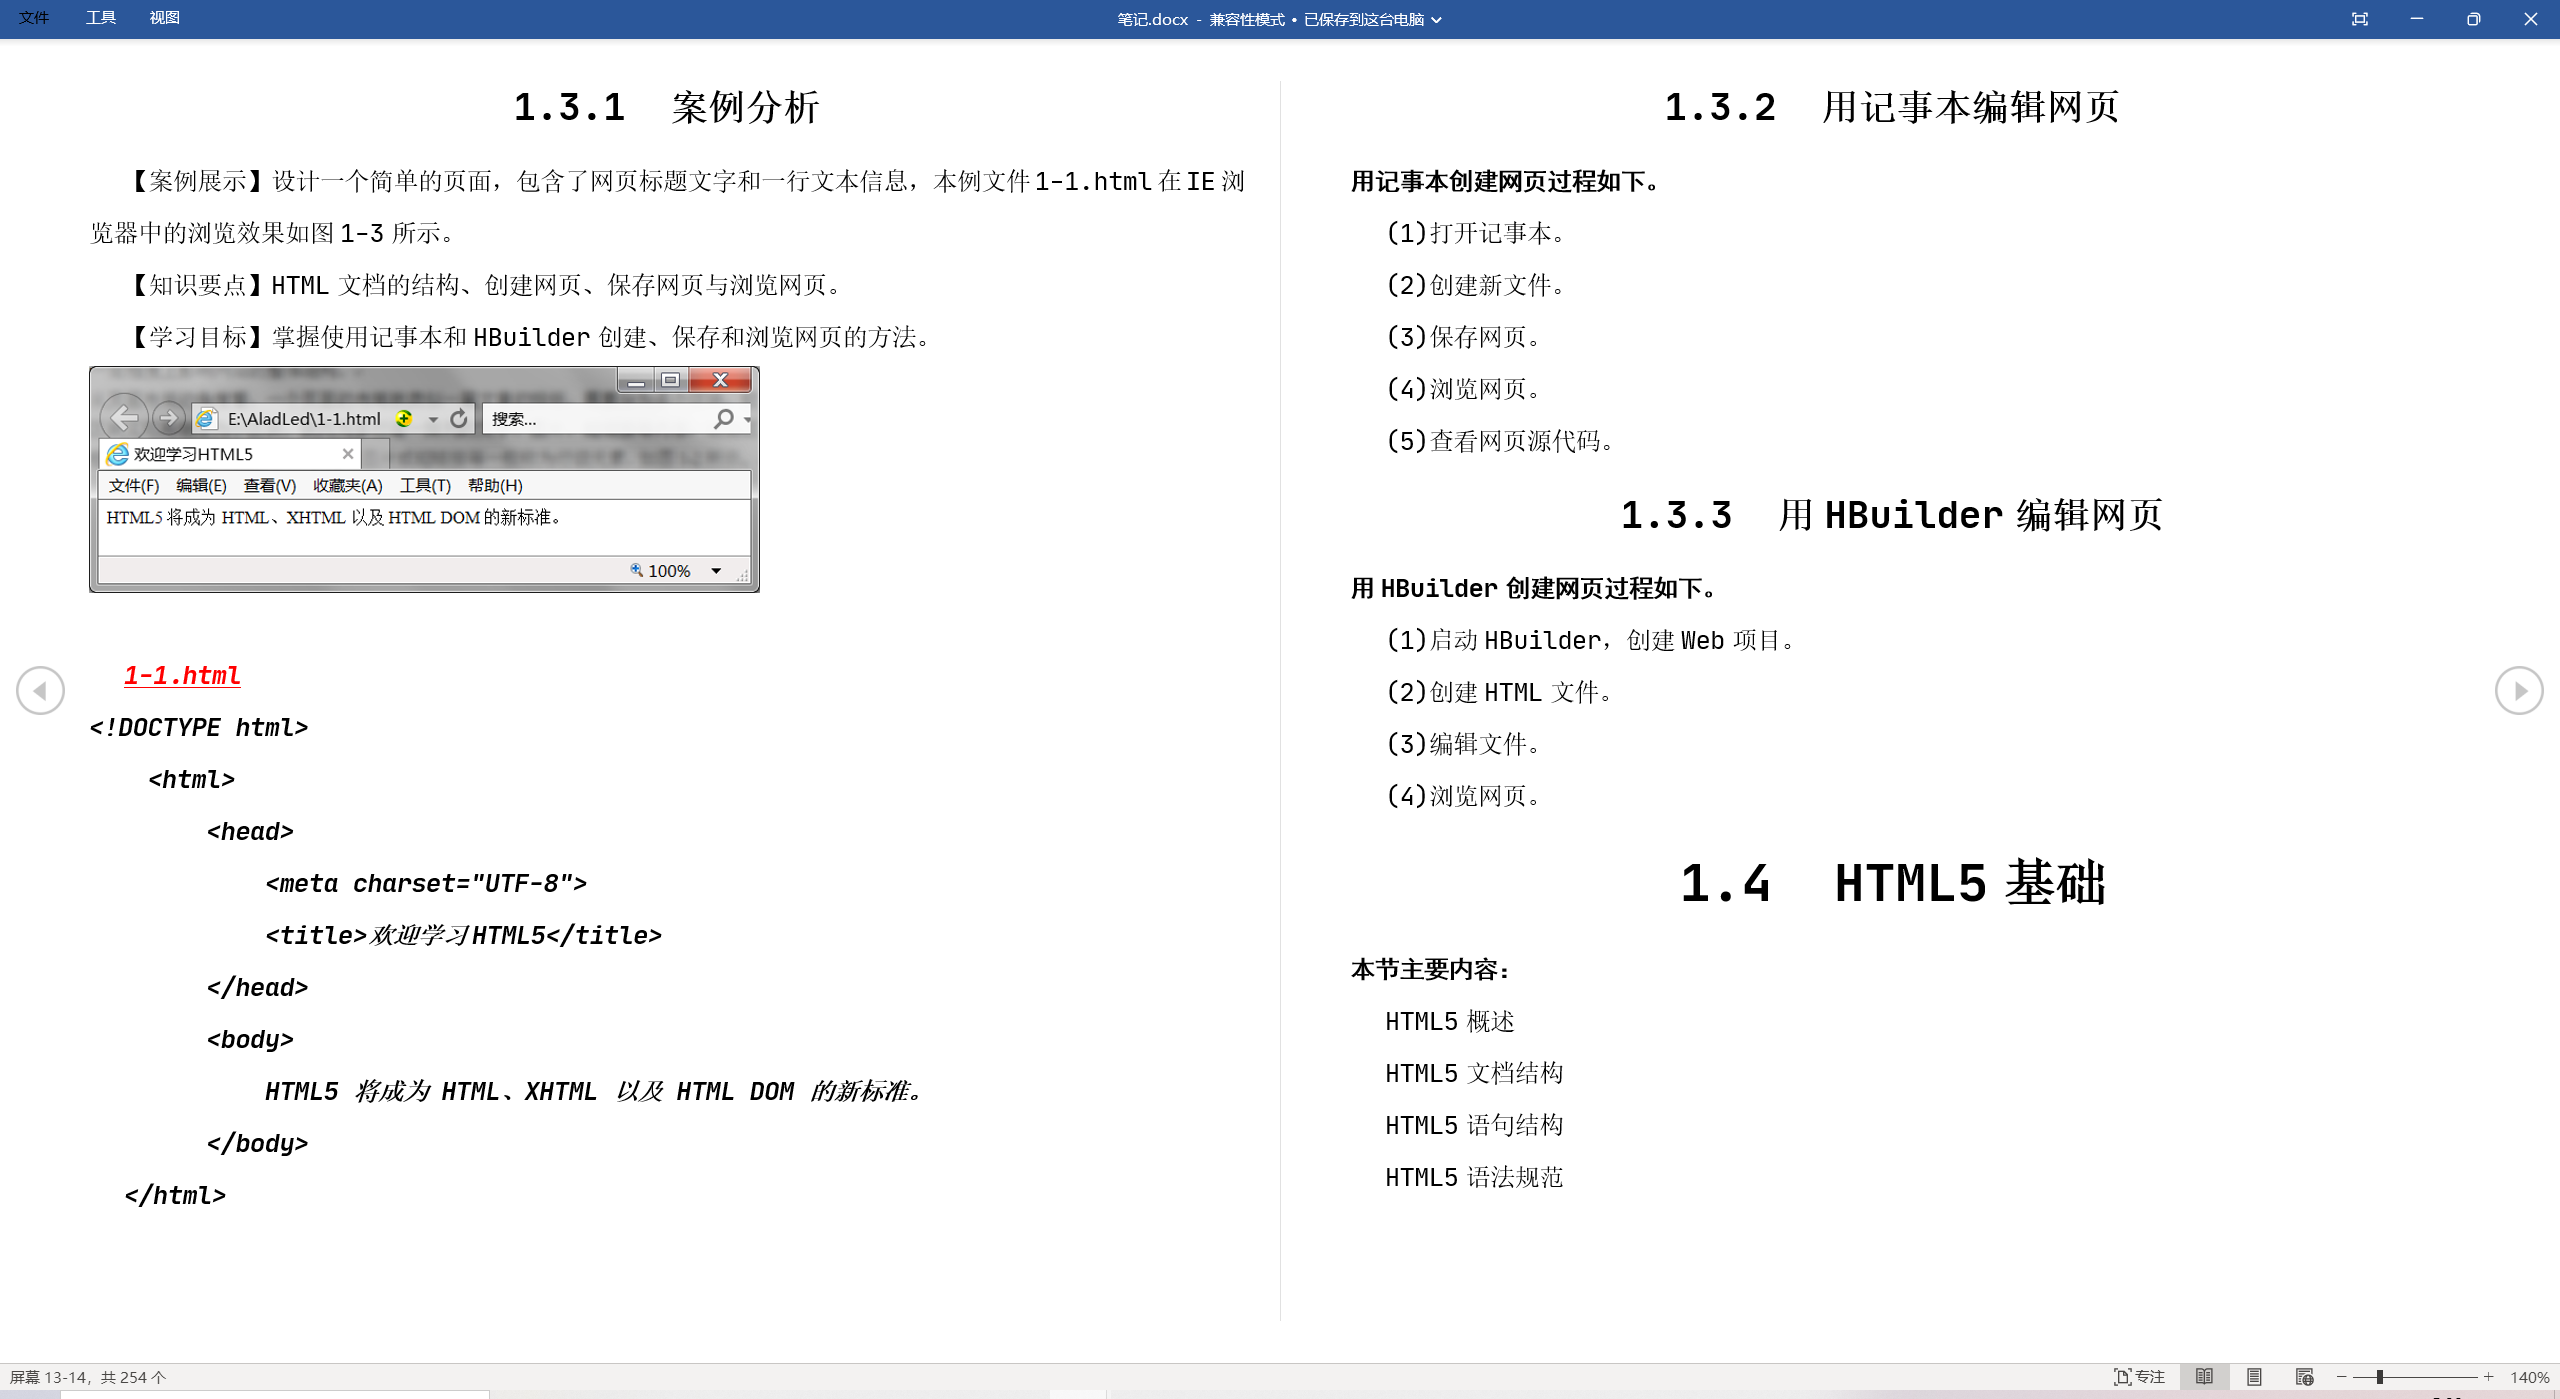 文件 工具 视图
笔记.docx - 兼容性模式 • 已保存到这台电脑
1.3.1 案例分析
【案例展示】设计一个简单的页面，包含了网页标题文字和一行文本信息，本例文件 1-1.html 在 IE 浏
览器中的浏览效果如图 1-3 所示。
【知识要点】HTML 文档的结构、创建网页、保存网页与浏览网页。
【学习目标】掌握使用记事本和 HBuilder 创建、保存和浏览网页的方法。
E:\AladLed\1-1.html 搜索...
欢迎学习HTML5
文件(F) 编辑(E) 查看(V) 收藏夹(A) 工具(T) 帮助(H)
HTML5 将成为 HTML、XHTML 以及 HTML DOM 的新标准。
100%
1-1.html
<!DOCTYPE html>
<html>
<head>
<meta charset="UTF-8">
<title>欢迎学习 HTML5</title>
</head>
<body>
HTML5 将成为 HTML、XHTML 以及 HTML DOM 的新标准。
</body>
</html>
1.3.2 用记事本编辑网页
用记事本创建网页过程如下。
(1)打开记事本。
(2)创建新文件。
(3)保存网页。
(4)浏览网页。
(5)查看网页源代码。
1.3.3 用 HBuilder 编辑网页
用 HBuilder 创建网页过程如下。
(1)启动 HBuilder，创建 Web 项目。
(2)创建 HTML 文件。
(3)编辑文件。
(4)浏览网页。
1.4 HTML5 基础
本节主要内容：
HTML5 概述
HTML5 文档结构
HTML5 语句结构
HTML5 语法规范
屏幕 13-14，共 254 个
专注 140%